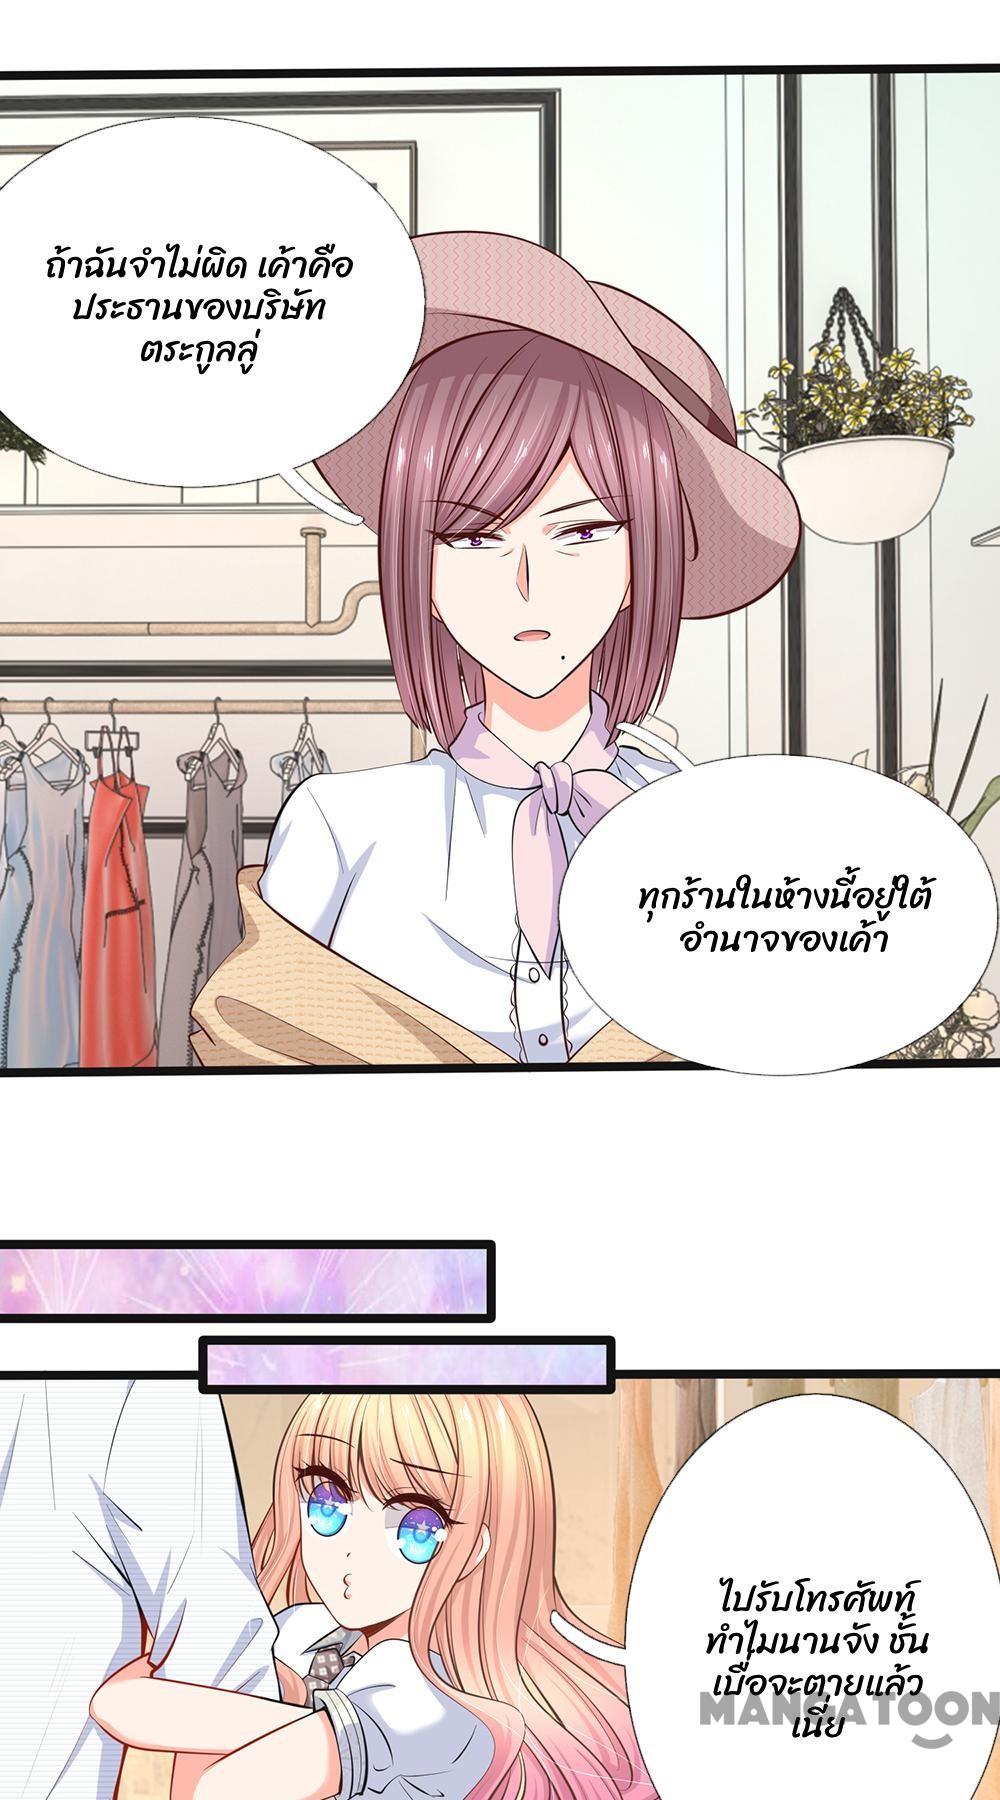 ถ้าฉันจำไม่ผิด เค้าคือ
ประธานของบริษัท
ตระกูลลู่
ทุกร้านในห้างนี้อยู่ใต้
อำนาจของเค้า
ไปรับโทรศัพท์
ทำไมนานจัง ชั้น
เบื่อจะตายแล้ว
เนี่ย
MANGATOON